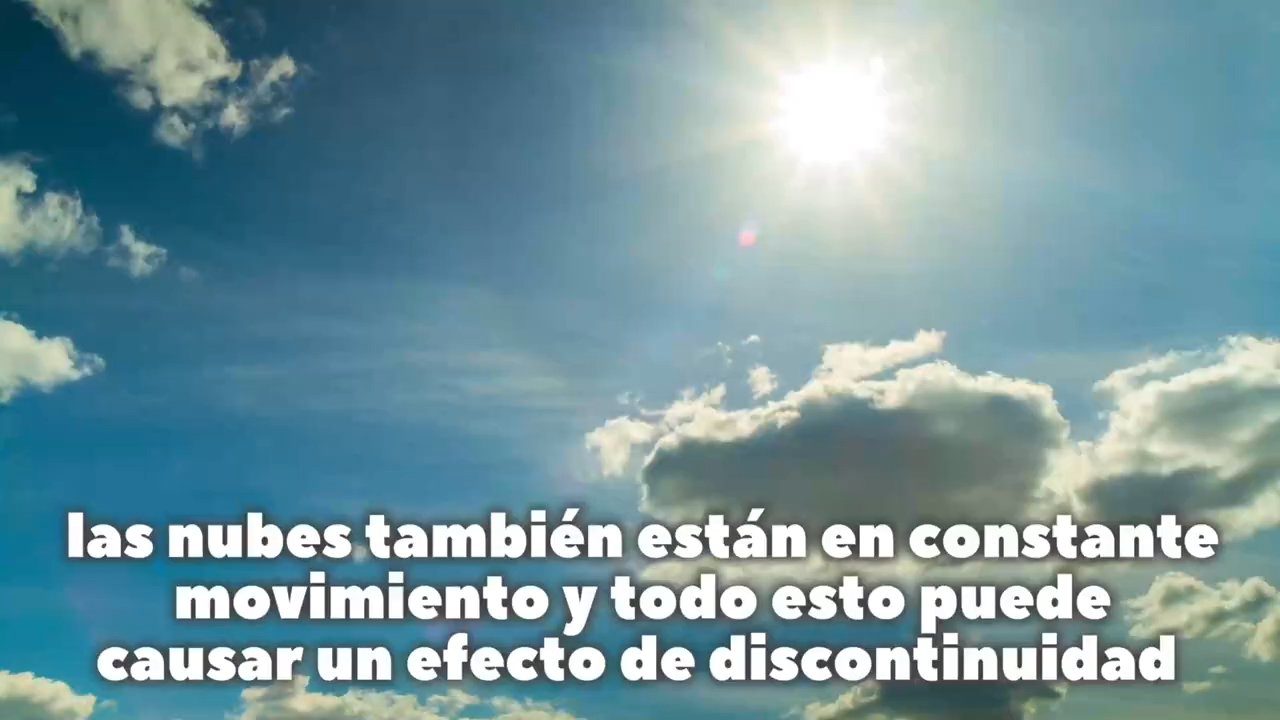 las nubes también están en constante
movimiento y todo esto puede
causar un efecto de discontinuidad